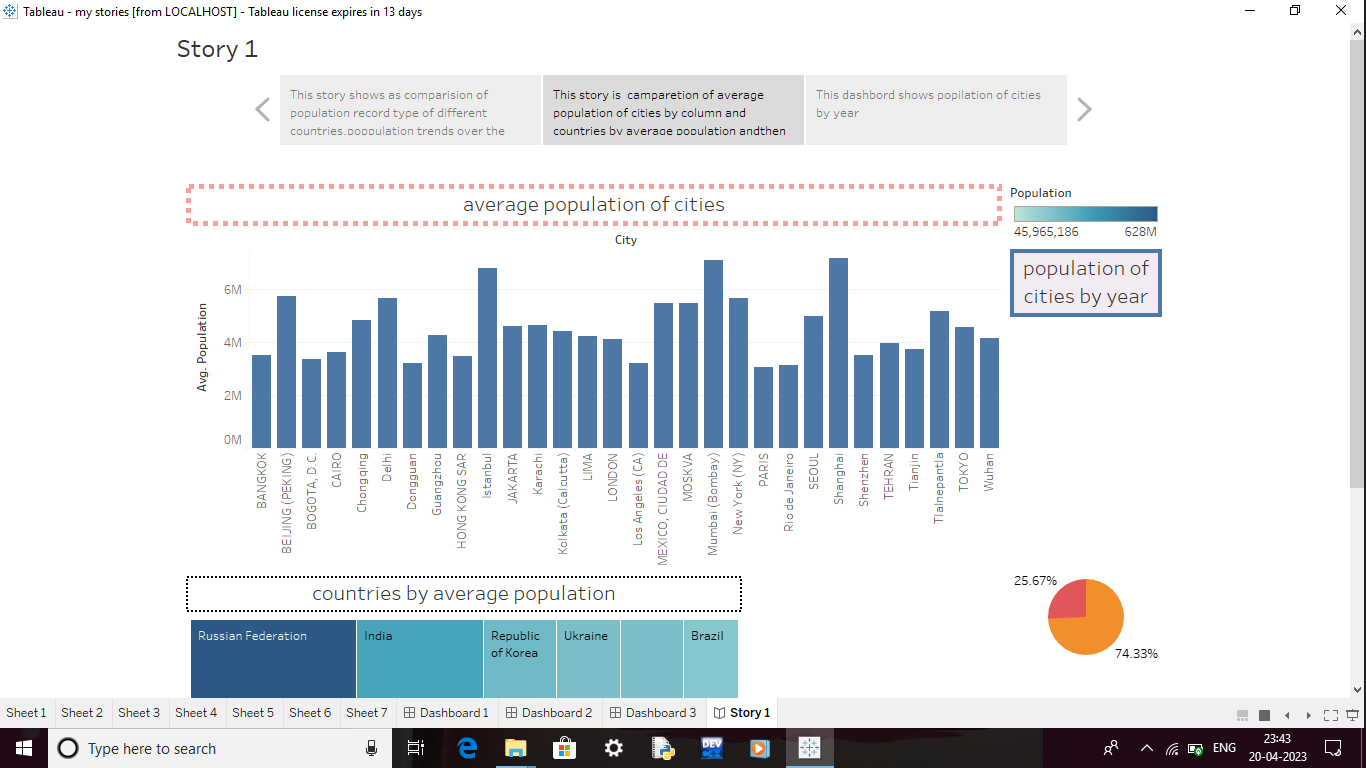 Tableau - my stories [from LOCALHOST] - Tableau license expires in 13 days
Story 1
This story shows as comparision of
population record type of different
countries,poppulation trends over the
This story is  camparetion of average
population of cities by column and
countries by average population andthen
This dashbord shows popilation of cities
by year
average population of cities
Population
45,965,186
628M
population of
cities by year
City
Avg. Population
6M
4M
2M
0M
BANGKOK
BEIJING (PEKING)
BOGOTA, D.C.
CAIRO
Chongqing
Delhi
Dongguan
Guangzhou
HONG KONG SAR
Istanbul
JAKARTA
Karachi
Kolkata (Calcutta)
LIMA
LONDON
Los Angeles (CA)
MEXICO, CIUDAD DE
MOSKVA
Mumbai (Bombay)
New York (NY)
PARIS
Rio de Janeiro
SEOUL
Shanghai
Shenzhen
TEHRAN
Tianjin
Tlalnepantla
TOKYO
Wuhan
countries by average population
Russian Federation
India
Republic
of Korea
Ukraine
Brazil
25.67%
74.33%
Sheet 1
Sheet 2
Sheet 3
Sheet 4
Sheet 5
Sheet 6
Sheet 7
Dashboard 1
Dashboard 2
Dashboard 3
Story 1
Type here to search
DEV
ENG
23:43
20-04-2023